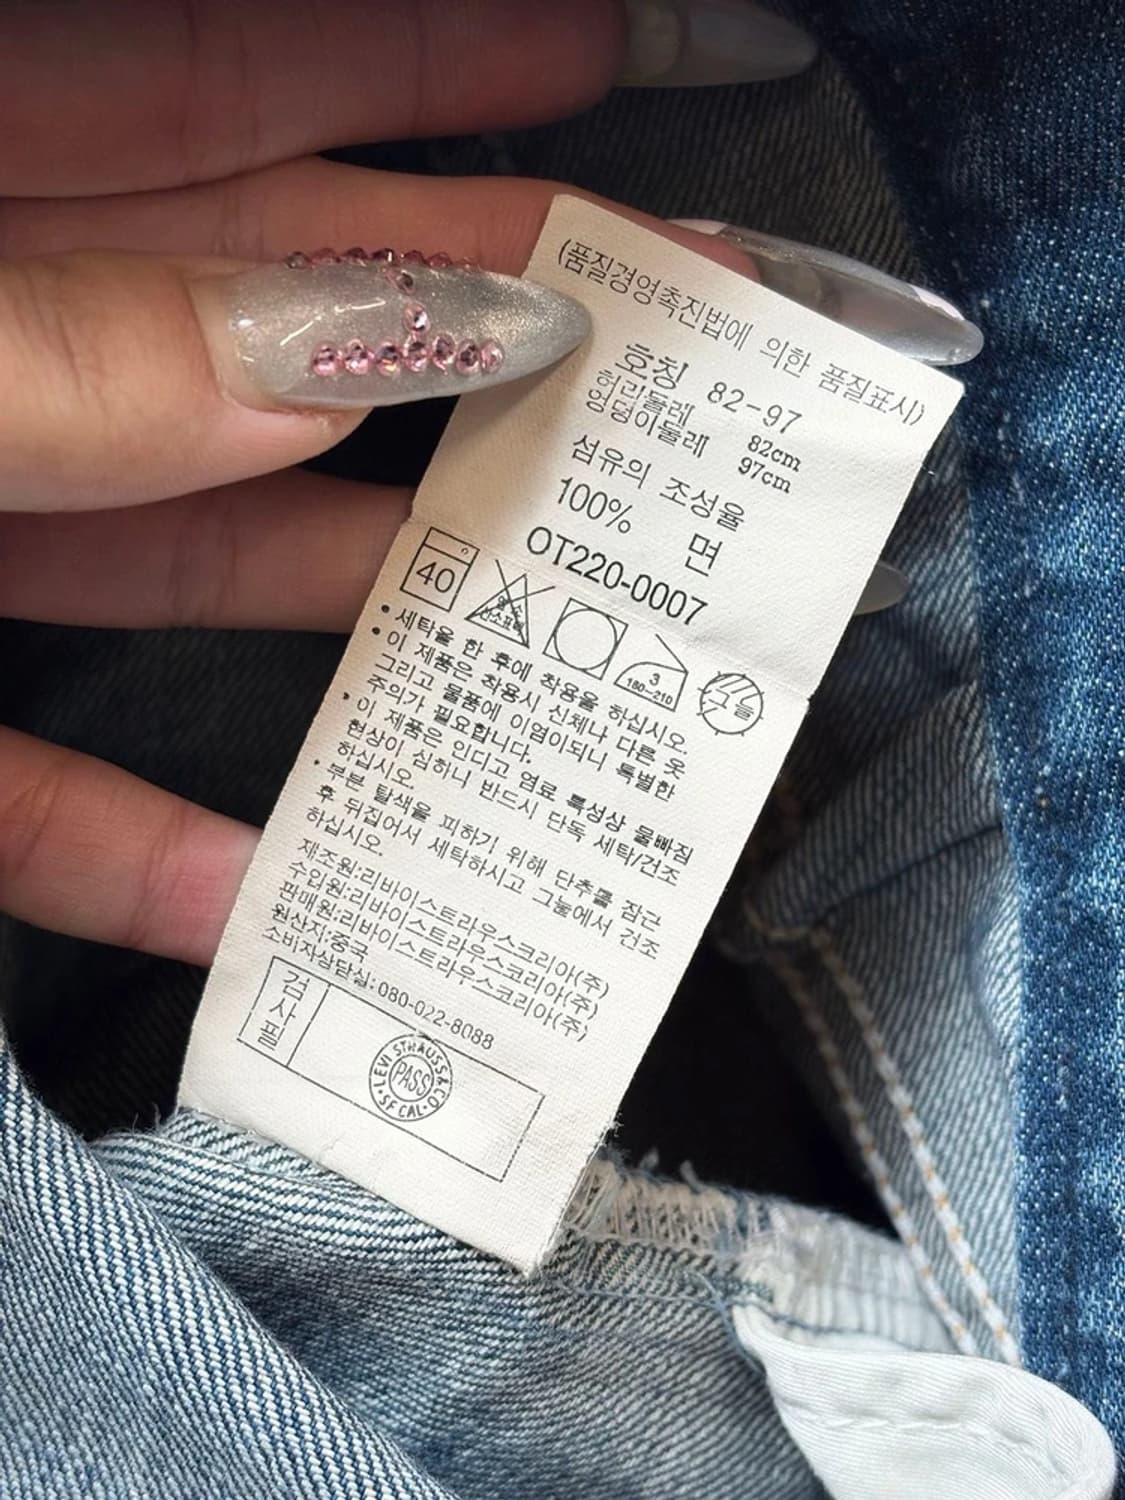 (품질경영촉진법에 의한 품질표시)
호칭 82-97
허리둘레 82cm
엉덩이둘레 97cm
섬유의 조성율
100% 면
OT220-0007
40
염소 산소표백
3
180~210
그늘
• 세탁을 한 후에 착용을 하십시오.
• 이 제품은 착용시 신체나 다른 옷
그리고 물품에 이염이되니 특별한
주의가 필요합니다.
• 이 제품은 인디고 염료 특성상 물빠짐
현상이 심하니 반드시 단독 세탁/건조
하십시오.
• 부분 탈색을 피하기 위해 단추를 잠근
후 뒤집어서 세탁하시고 그늘에서 건조
하십시오.
제조원:리바이스트라우스코리아(주)
수입원:리바이스트라우스코리아(주)
판매원:리바이스트라우스코리아(주)
원산지:중국
소비자상담실:080-022-8088
검사필
LEVI STRAUSS & CO
PASS
SF CAL